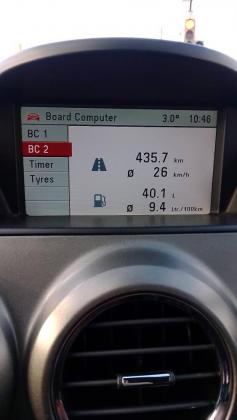 Board Computer 3.0° 10:46
BC 1
BC 2
Timer
Tyres
435.7 km
Ø 26 km/h
40.1 L
Ø 9.4 Ltr./100km